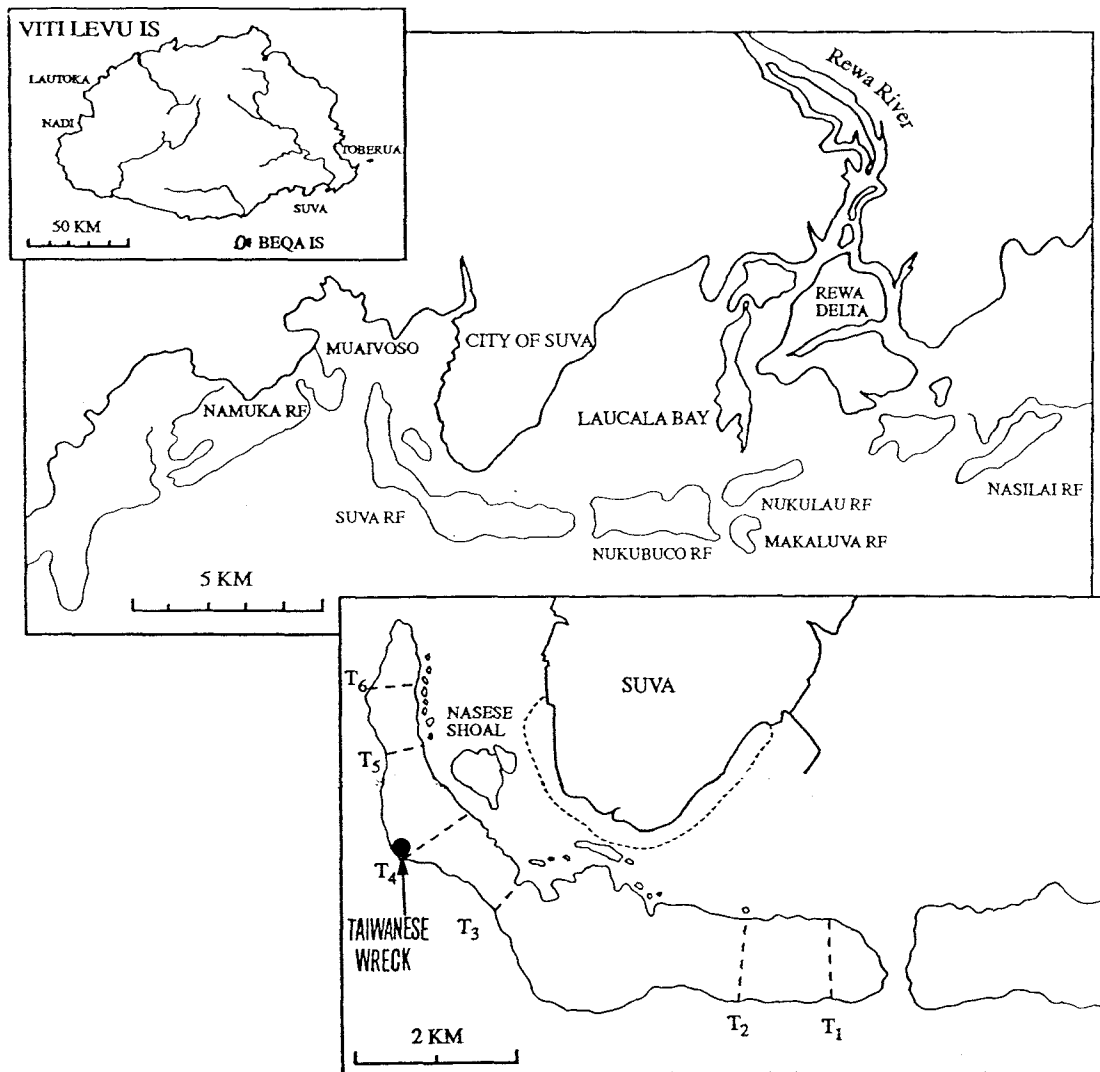 VITI LEVU IS
LAUTOKA
NADI
TOBERUA
SUVA
50 KM
BEQA IS
Rewa River
REWA
DELTA
MUAIVOSO
CITY OF SUVA
NAMUKA RF
LAUCALA BAY
SUVA RF
NUKUBUCO RF
NUKULAU RF
MAKALUVA RF
NASILAI RF
5 KM
SUVA
T6
NASESE
SHOAL
T5
T4
T3
TAIWANESE
WRECK
T2
T1
2 KM